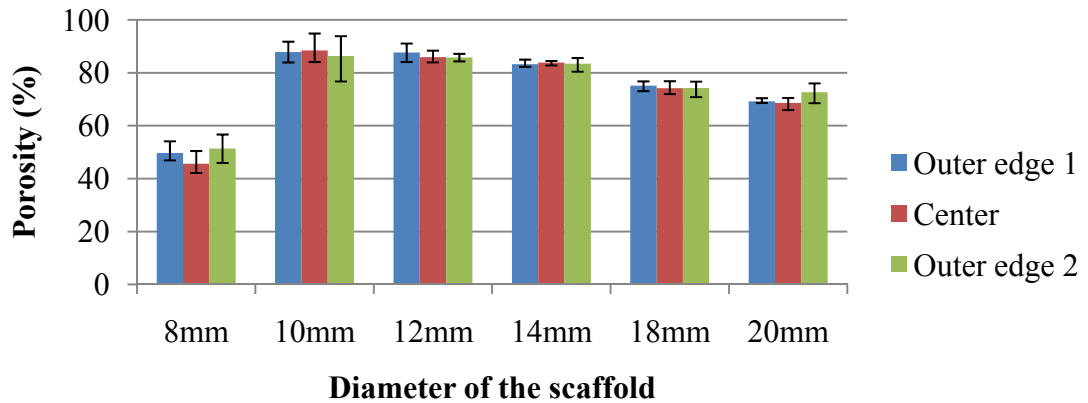 100
80
60
40
20
0
Porosity (%)
8mm 10mm 12mm 14mm 18mm 20mm
Diameter of the scaffold
Outer edge 1
Center
Outer edge 2